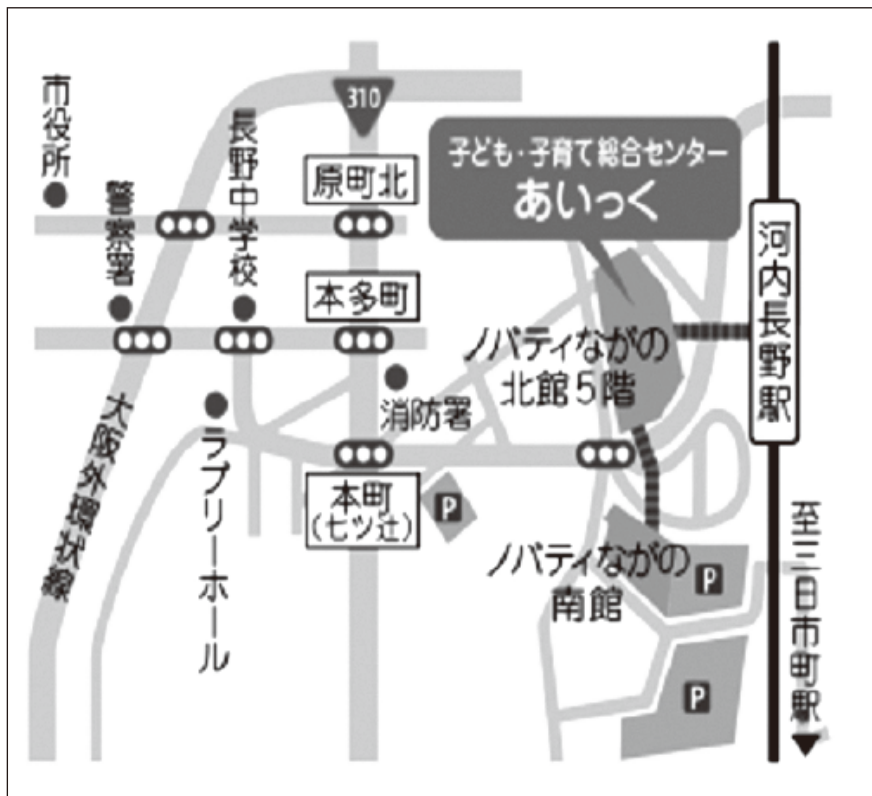 市役所
警察署
長野中学校
310
原町北
子ども・子育て総合センター
あいっく
河内長野駅
本多町
ノバティながの
北館5階
消防署
大阪外環状線
ラブリーホール
本町
(七ツ辻)
P
ノバティながの
南館
P
P
至三日市町駅